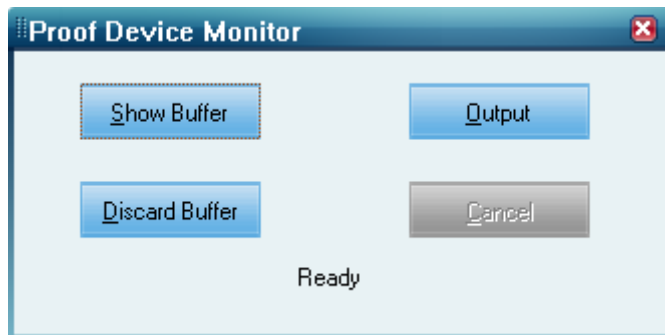 Proof Device Monitor
Show Buffer
Output
Discard Buffer
Cancel
Ready